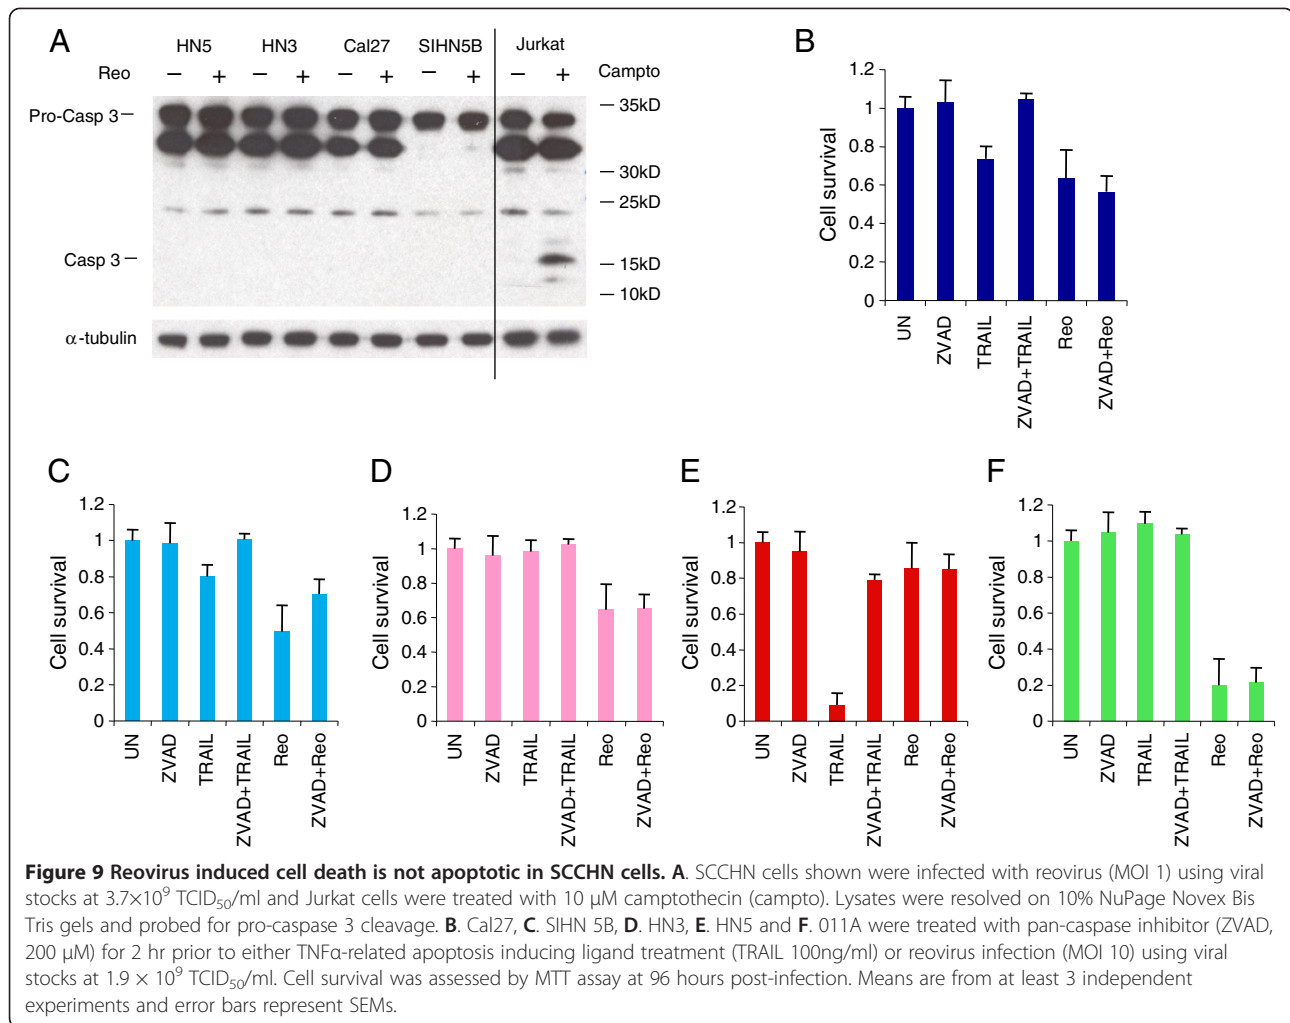 A
HN5 HN3 Cal27 SIHN5B Jurkat
Reo − + − + − + − + − + Campto
Pro-Casp 3
35kD
30kD
25kD
Casp 3
15kD
10kD
α-tubulin
B
Cell survival
1.2
1
0.8
0.6
0.4
0.2
0
UN ZVAD TRAIL ZVAD+TRAIL Reo ZVAD+Reo
C
Cell survival
1.2
1
0.8
0.6
0.4
0.2
0
UN ZVAD TRAIL ZVAD+TRAIL Reo ZVAD+Reo
D
Cell survival
1.2
1
0.8
0.6
0.4
0.2
0
UN ZVAD TRAIL ZVAD+TRAIL Reo ZVAD+Reo
E
Cell survival
1.2
1
0.8
0.6
0.4
0.2
0
UN ZVAD TRAIL ZVAD+TRAIL Reo ZVAD+Reo
F
Cell survival
1.2
1
0.8
0.6
0.4
0.2
0
UN ZVAD TRAIL ZVAD+TRAIL Reo ZVAD+Reo
Figure 9 Reovirus induced cell death is not apoptotic in SCCHN cells. A. SCCHN cells shown were infected with reovirus (MOI 1) using viral
stocks at 3.7×10⁹ TCID₅₀/ml and Jurkat cells were treated with 10 μM camptothecin (campto). Lysates were resolved on 10% NuPage Novex Bis
Tris gels and probed for pro-caspase 3 cleavage. B. Cal27, C. SIHN 5B, D. HN3, E. HN5 and F. 011A were treated with pan-caspase inhibitor (ZVAD,
200 μM) for 2 hr prior to either TNFα-related apoptosis inducing ligand treatment (TRAIL 100ng/ml) or reovirus infection (MOI 10) using viral
stocks at 1.9 × 10⁹ TCID₅₀/ml. Cell survival was assessed by MTT assay at 96 hours post-infection. Means are from at least 3 independent
experiments and error bars represent SEMs.